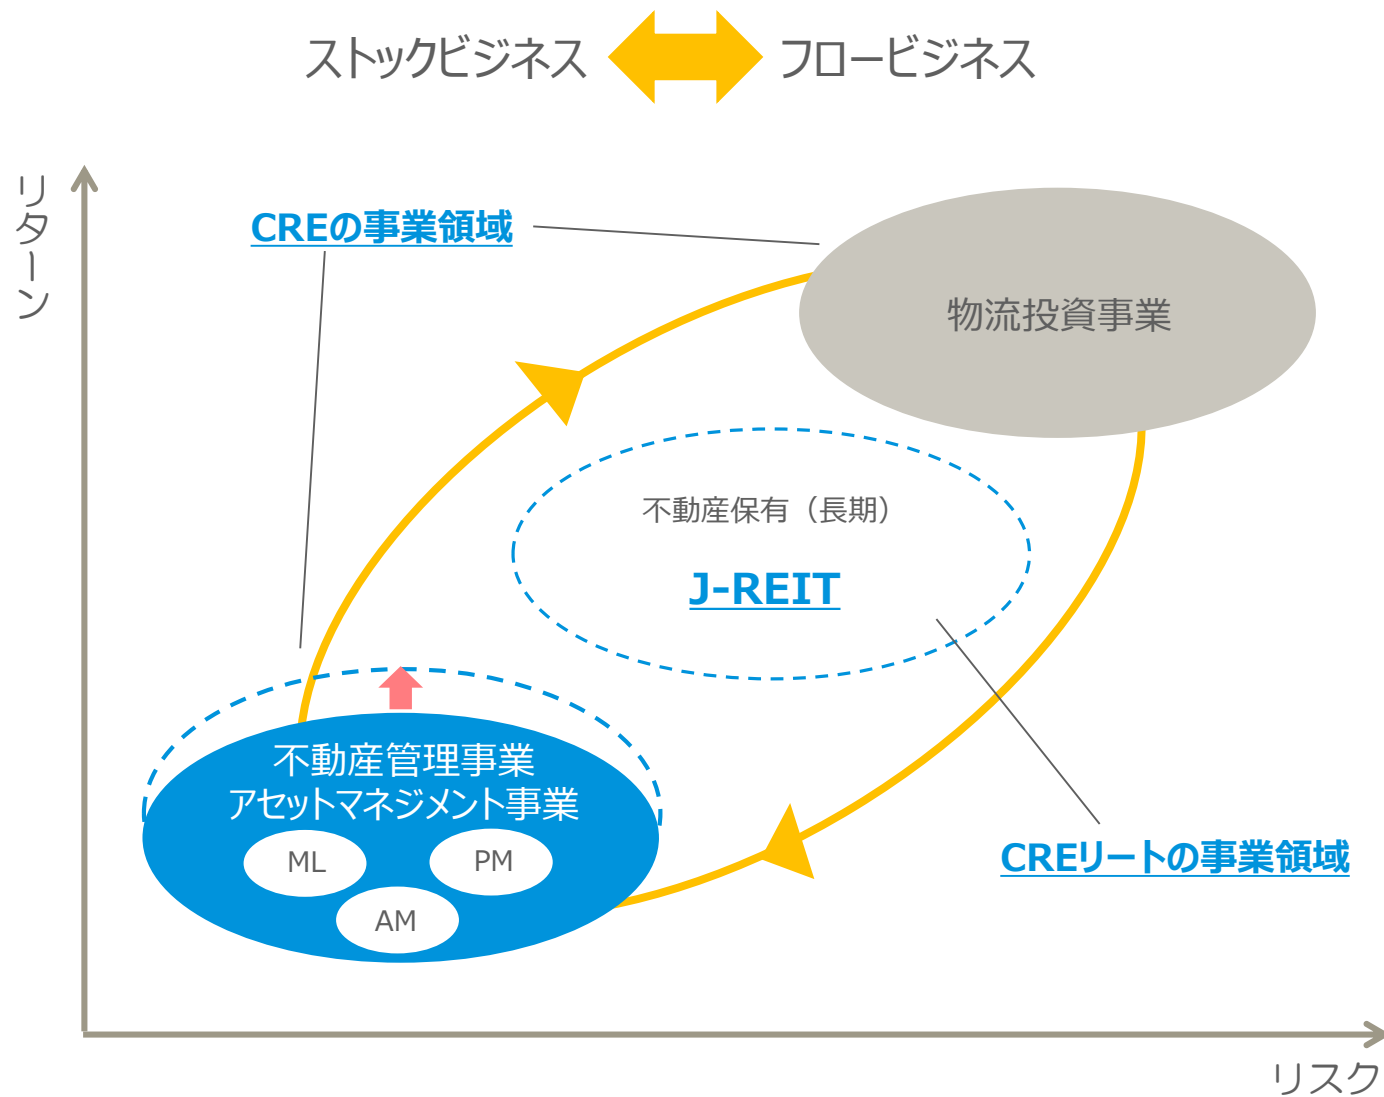 ストックビジネス フロービジネス
リターン
CREの事業領域
物流投資事業
不動産保有（長期）
J-REIT
不動産管理事業
アセットマネジメント事業
ML
PM
AM
CREリートの事業領域
リスク